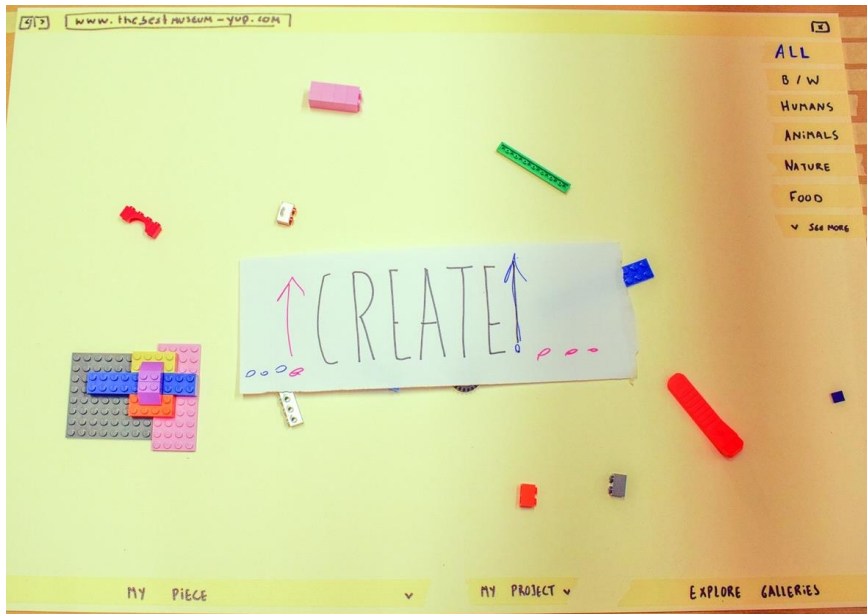 www.thebestmuseum-yup.com
ALL
B/W
HUMANS
ANIMALS
NATURE
FOOD
SEE MORE
CREATE!
MY PIECE
MY PROJECT
EXPLORE GALLERIES